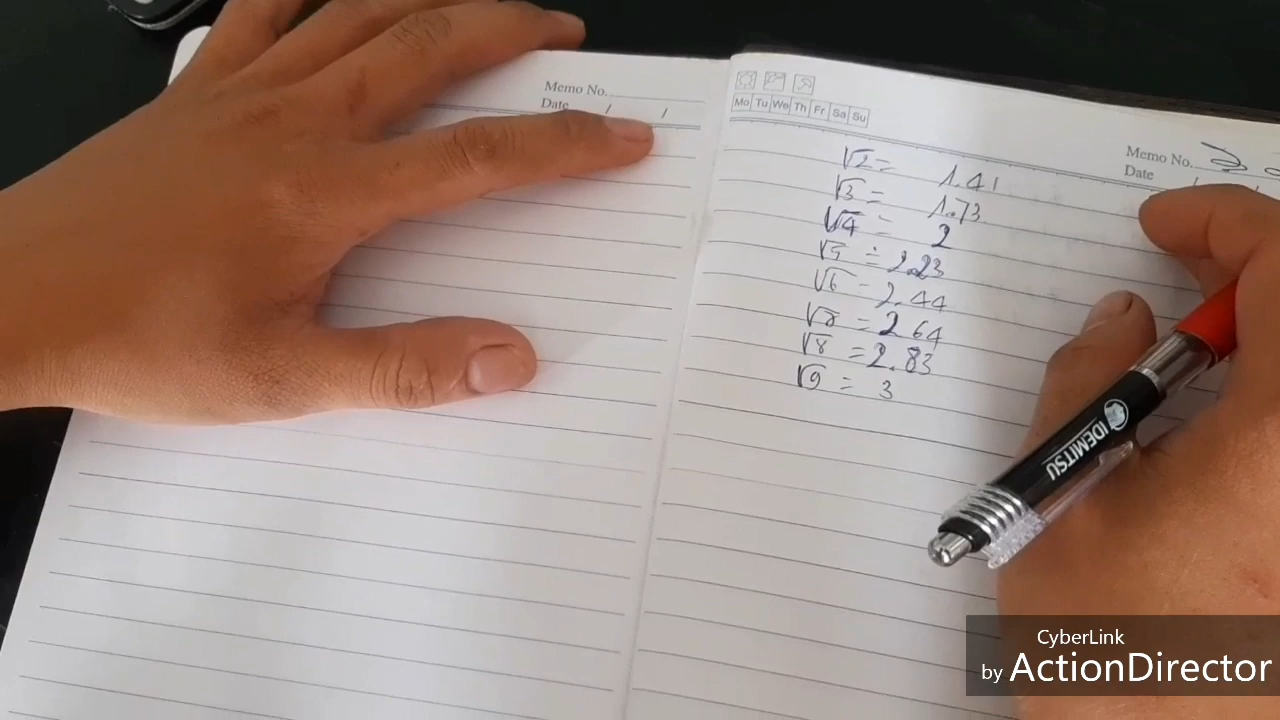 Memo No.
Date / /
Mo Tu We Th Fr Sa Su
Memo No.
Date
√2 = 1.41
√3 = 1.73
√4 = 2
√5 = 2.23
√6 = 2.44
√8 = 2.64
√8 = 2.83
√9 = 3
IDEMITSU
CyberLink
by ActionDirector